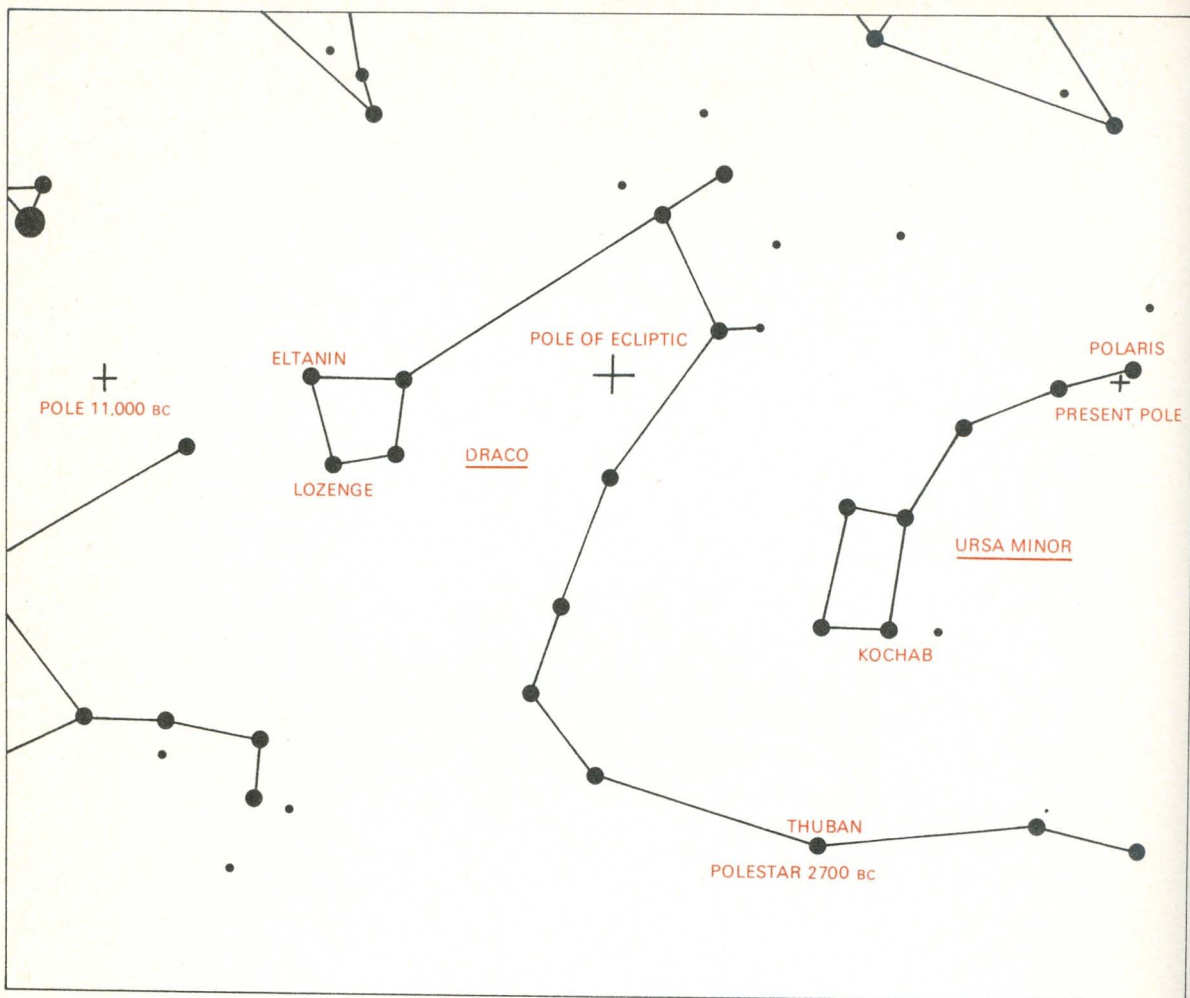 POLE OF ECLIPTIC
POLARIS
ELTANIN
POLE 11,000 BC
PRESENT POLE
DRACO
LOZENGE
URSA MINOR
KOCHAB
THUBAN
POLESTAR 2700 BC